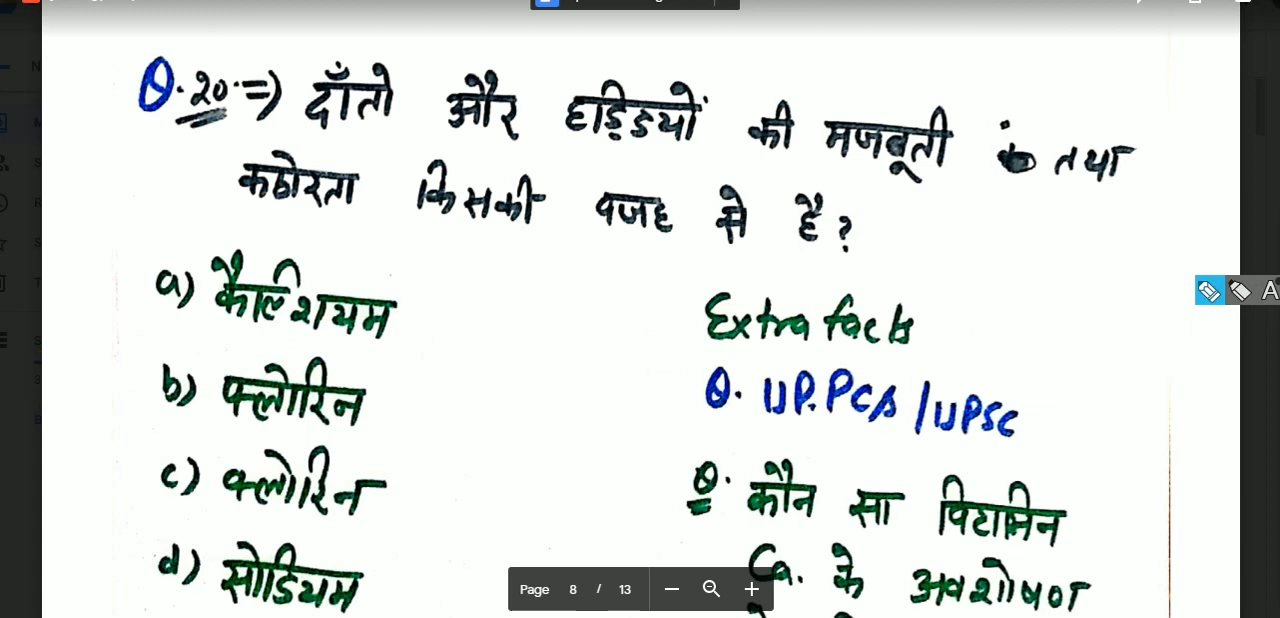 Q.20.=) दाँतो और हड्डियों की मजबूती तथा
कठोरता किसकी वजह से है?
a) कैल्शियम
b) फ्लोरिन
c) क्लोरिन
d) सोडियम
Extra facts
Q. UP.PCS/UPSC
Q. कौन सा विटामिन
Ca. के अवशोषण
Page 8 / 13
A